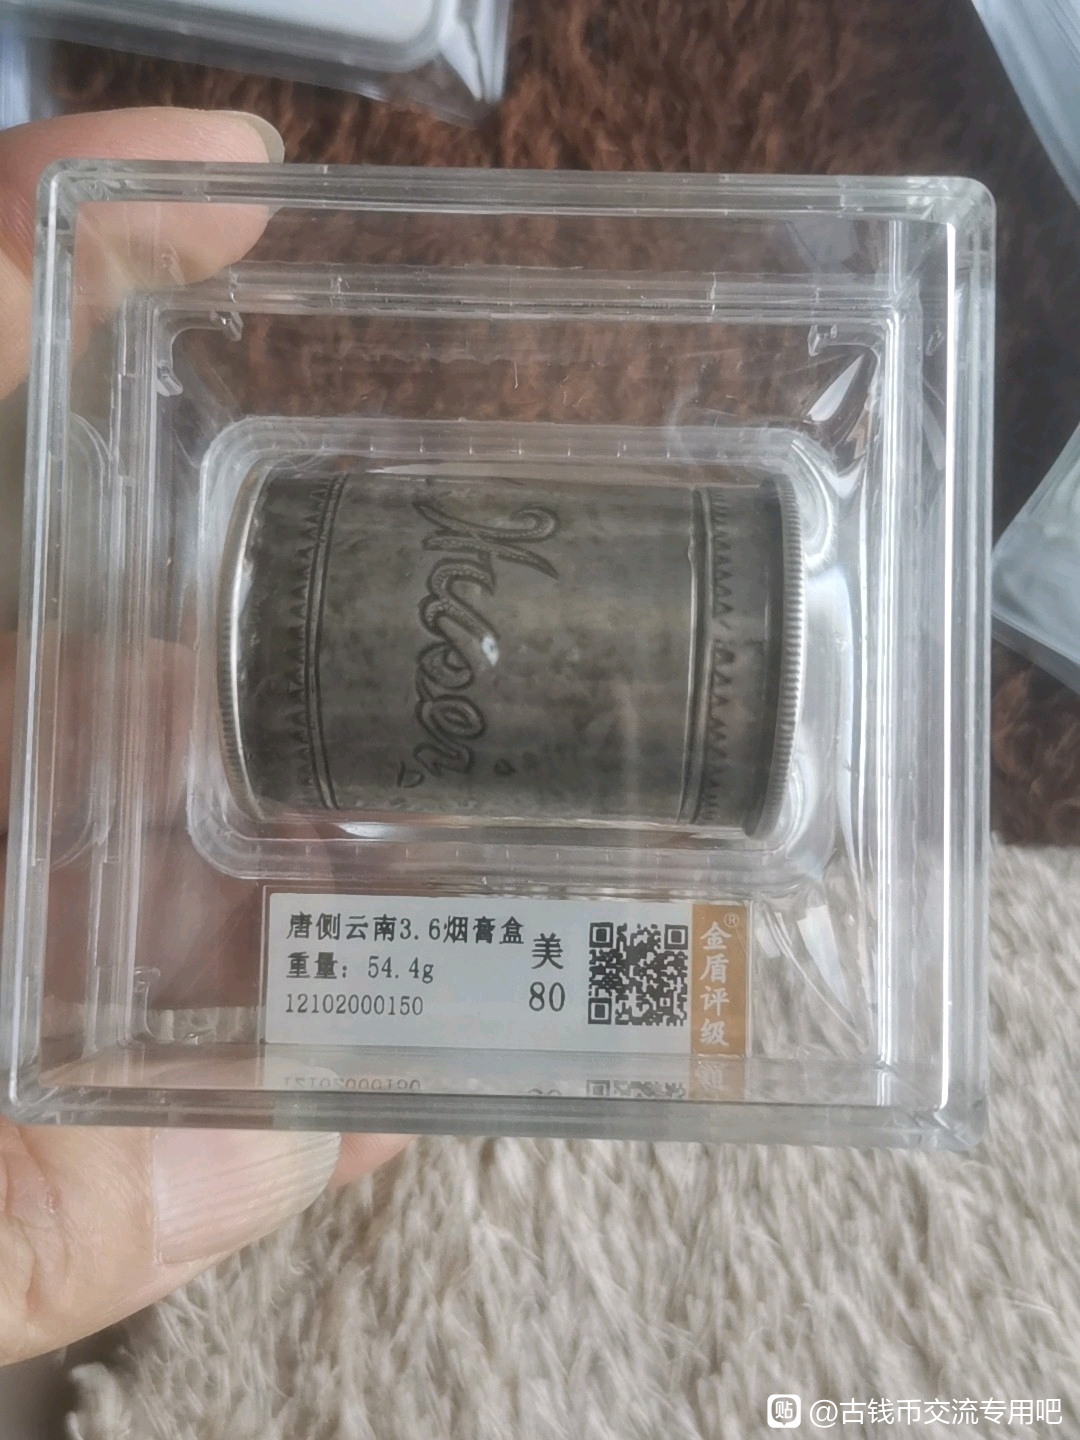 唐侧云南3.6烟膏盒
重量：54.4g
12102000150
美
80
金盾评级
®
贴 @古钱币交流专用吧